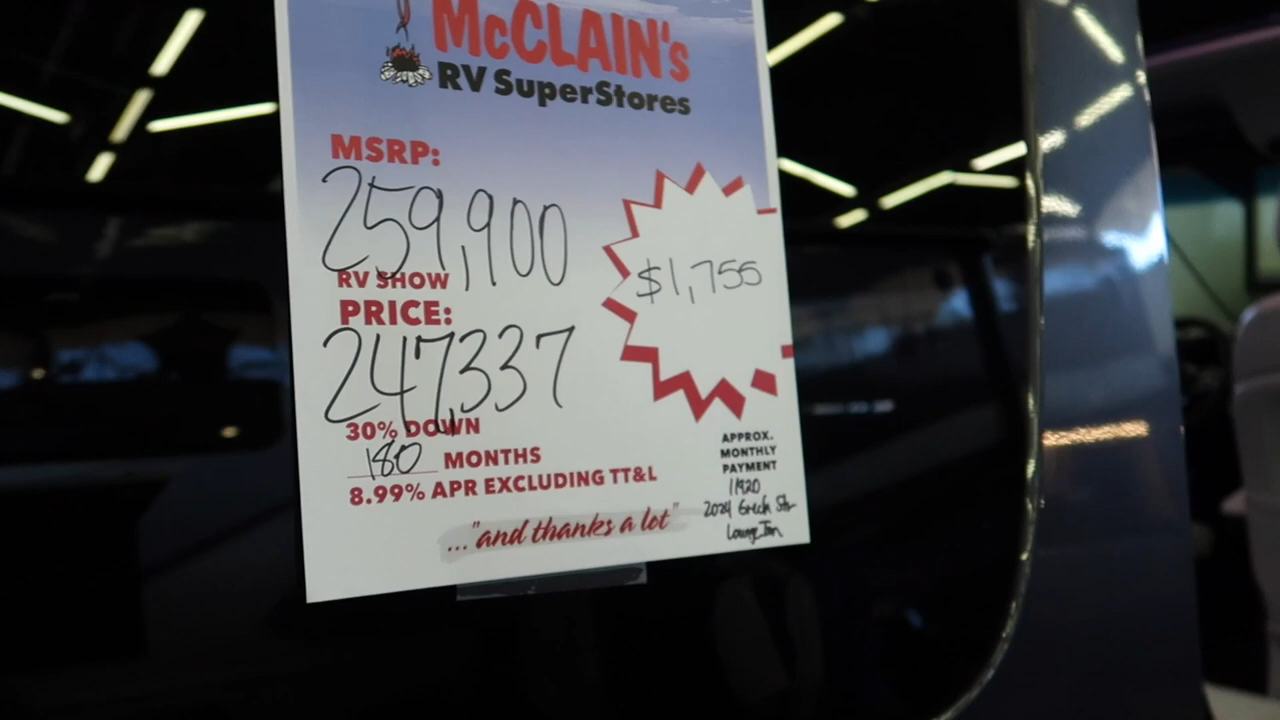 McCLAIN's
RV SuperStores
MSRP:
259,900
RV SHOW
PRICE:
247,337
$1,755
30% DOWN
180 MONTHS
8.99% APR EXCLUDING TT&L
APPROX.
MONTHLY
PAYMENT
2024
..."and thanks a lot"